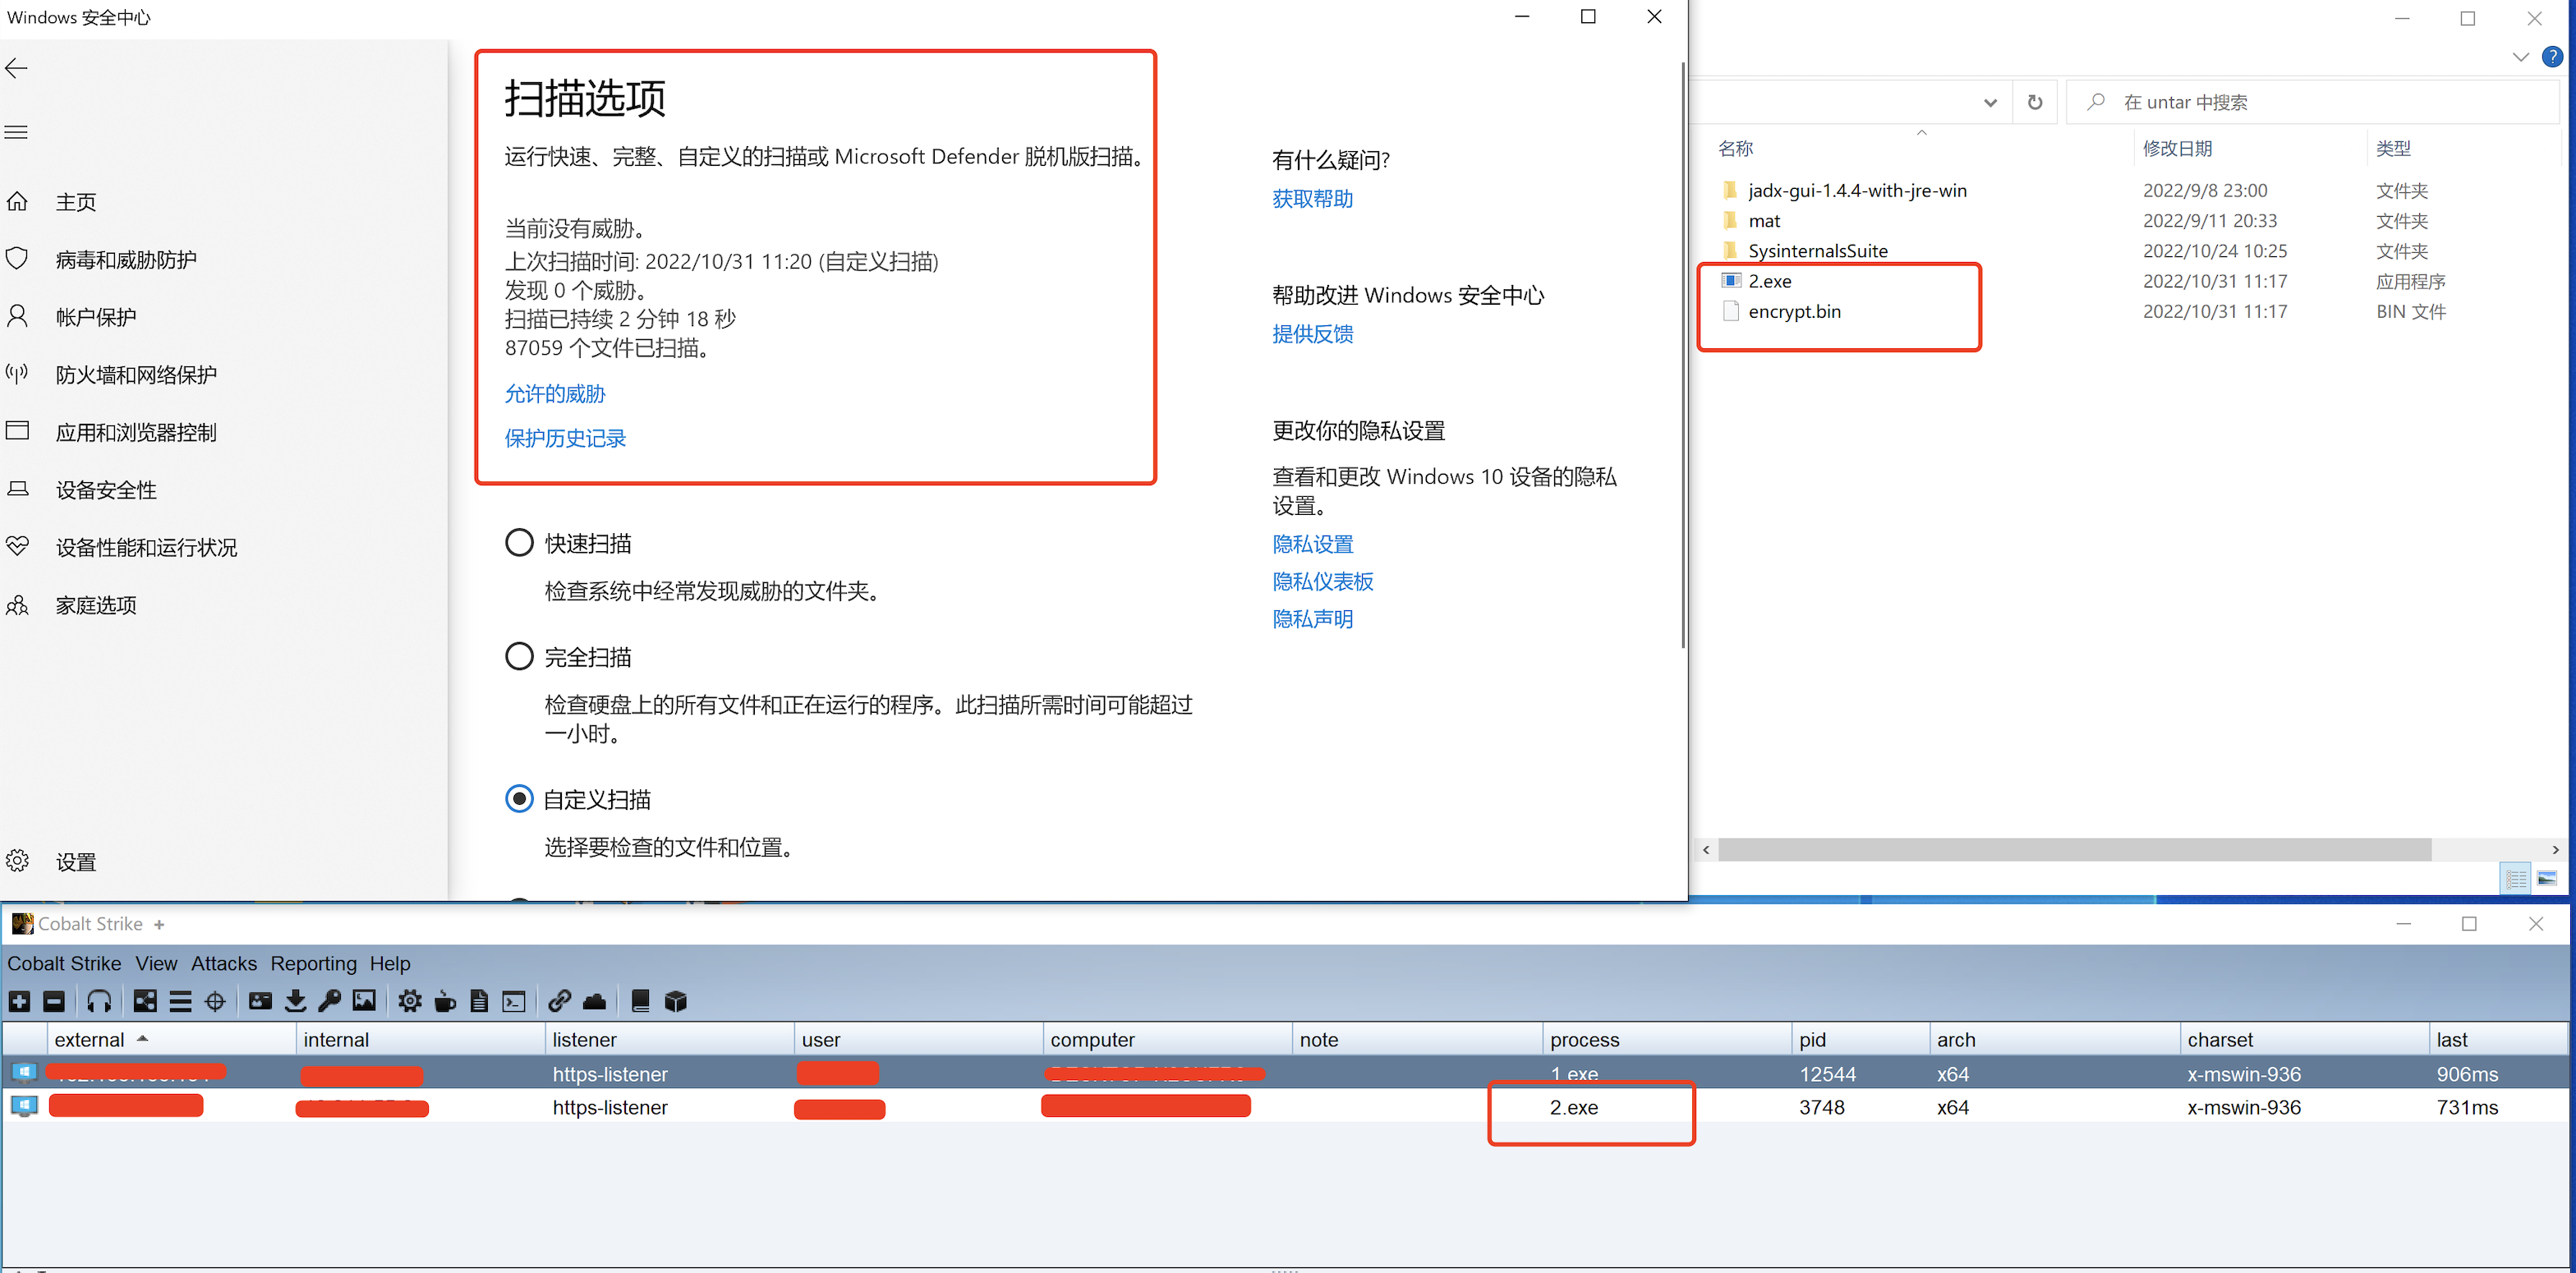 Windows 安全中心
主页
病毒和威胁防护
帐户保护
防火墙和网络保护
应用和浏览器控制
设备安全性
设备性能和运行状况
家庭选项
设置
扫描选项
运行快速、完整、自定义的扫描或 Microsoft Defender 脱机版扫描。
当前没有威胁。
上次扫描时间: 2022/10/31 11:20 (自定义扫描)
发现 0 个威胁。
扫描已持续 2 分钟 18 秒
87059 个文件已扫描。
允许的威胁
保护历史记录
快速扫描
检查系统中经常发现威胁的文件夹。
完全扫描
检查硬盘上的所有文件和正在运行的程序。此扫描所需时间可能超过
一小时。
自定义扫描
选择要检查的文件和位置。
有什么疑问?
获取帮助
帮助改进 Windows 安全中心
提供反馈
更改你的隐私设置
查看和更改 Windows 10 设备的隐私
设置。
隐私设置
隐私仪表板
隐私声明
在 untar 中搜索
名称 修改日期 类型
jadx-gui-1.4.4-with-jre-win 2022/9/8 23:00 文件夹
mat 2022/9/11 20:33 文件夹
SysinternalsSuite 2022/10/24 10:25 文件夹
2.exe 2022/10/31 11:17 应用程序
encrypt.bin 2022/10/31 11:17 BIN 文件
Cobalt Strike +
Cobalt Strike View Attacks Reporting Help
external internal listener user computer note process pid arch charset last
https-listener 1.exe 12544 x64 x-mswin-936 906ms
https-listener 2.exe 3748 x64 x-mswin-936 731ms